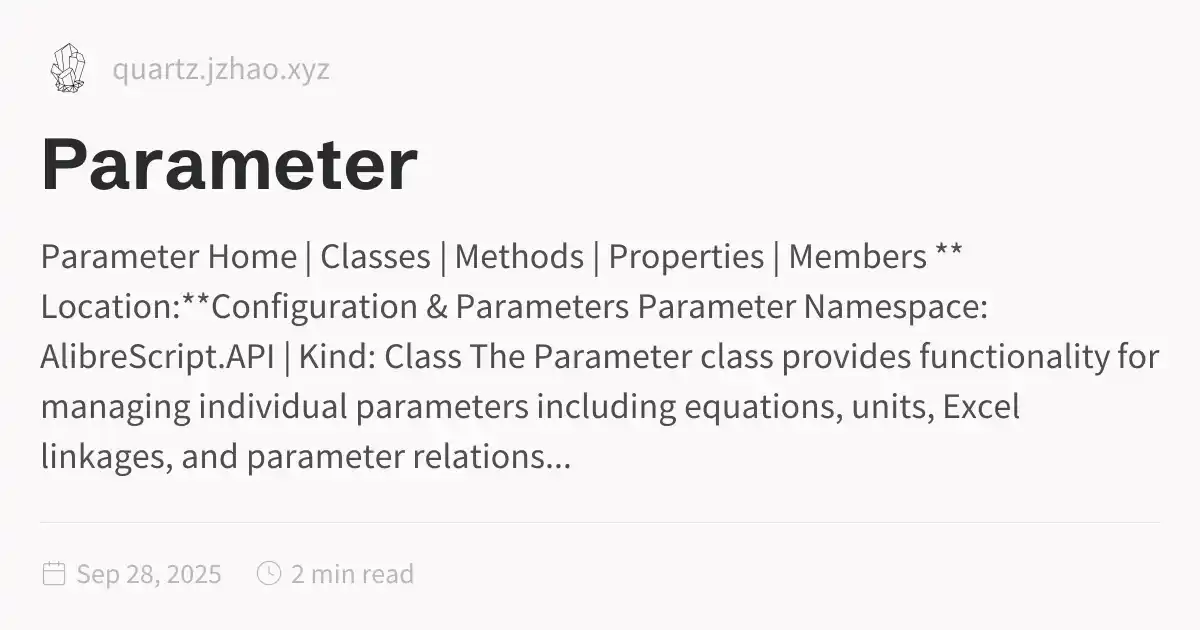 quartz.jzhao.xyz
Parameter
Parameter Home | Classes | Methods | Properties | Members **
Location:**Configuration & Parameters Parameter Namespace:
AlibreScript.API | Kind: Class The Parameter class provides functionality for
managing individual parameters including equations, units, Excel
linkages, and parameter relations...
Sep 28, 2025 2 min read